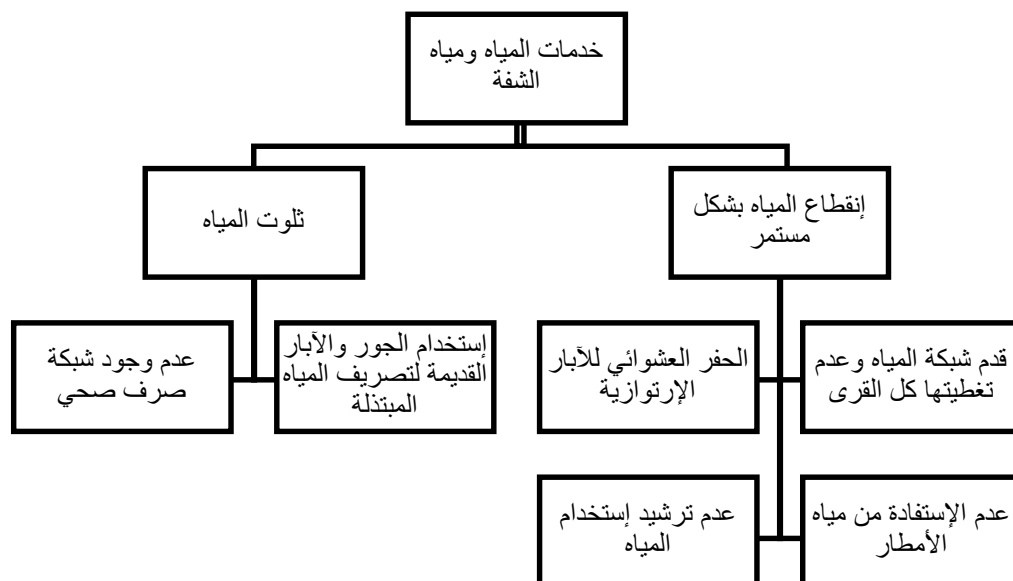 خدمات المياه ومياه
الشفة
إنقطاع المياه بشكل
مستمر
ثلوت المياه
قدم شبكة المياه وعدم
تغطيتها كل القرى
الحفر العشوائي للآبار
الإرتوازية
إستخدام الجور والآبار
القديمة لتصريف المياه
المبتذلة
عدم وجود شبكة
صرف صحي
عدم الإستفادة من مياه
الأمطار
عدم ترشيد إستخدام
المياه